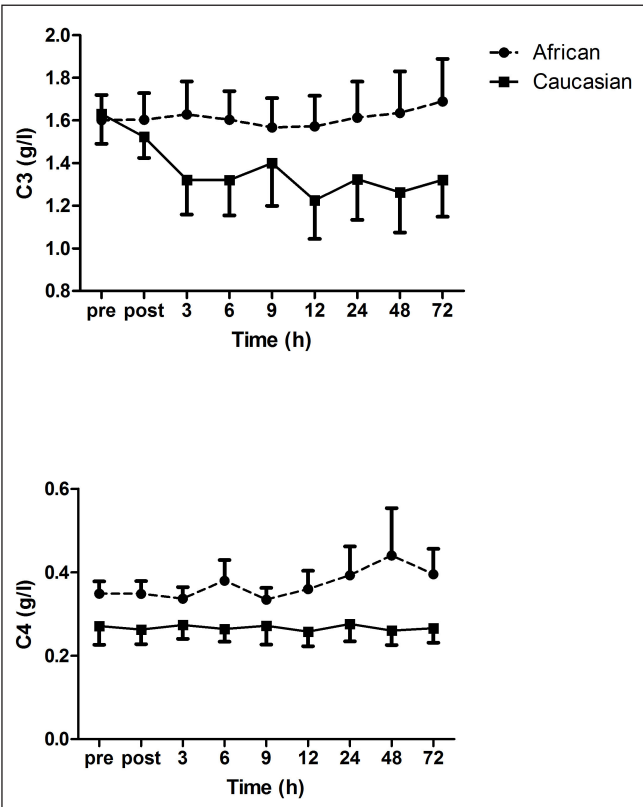 2.0
1.8
1.6
1.4
1.2
1.0
0.8
C3 (g/l)
pre post 3 6 9 12 24 48 72
Time (h)
African
Caucasian
0.6
0.4
0.2
0.0
C4 (g/l)
pre post 3 6 9 12 24 48 72
Time (h)